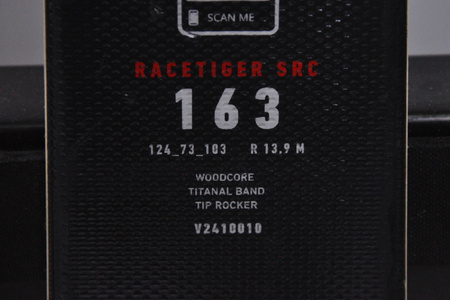 SCAN ME
RACETIGER SRC
163
124_73_103 R 13,9 M
WOODCORE
TITANAL BAND
TIP ROCKER
V2410010